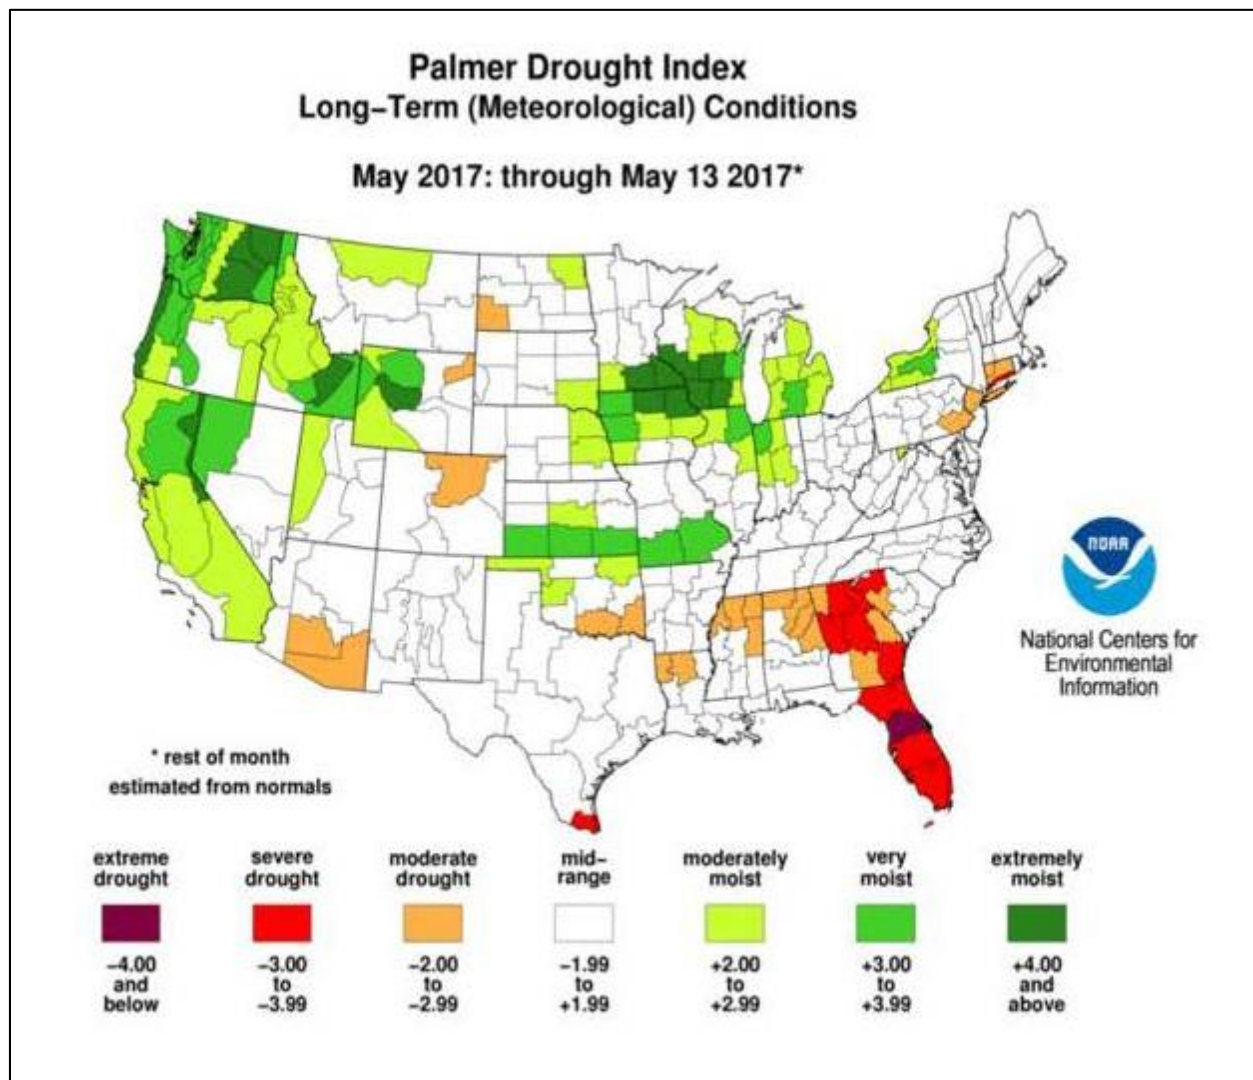 Palmer Drought Index
Long−Term (Meteorological) Conditions
May 2017: through May 13 2017*
NOAA
National Centers for
Environmental
Information
* rest of month
estimated from normals
extreme
drought
severe
drought
moderate
drought
mid−
range
moderately
moist
very
moist
extremely
moist
−4.00
and
below
−3.00
to
−3.99
−2.00
to
−2.99
−1.99
to
+1.99
+2.00
to
+2.99
+3.00
to
+3.99
+4.00
and
above